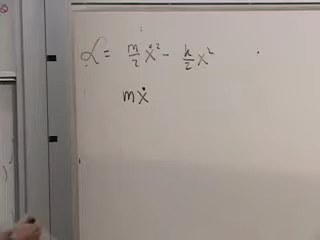 ℒ = m/2 ẋ² - k/2 x²
mẋ